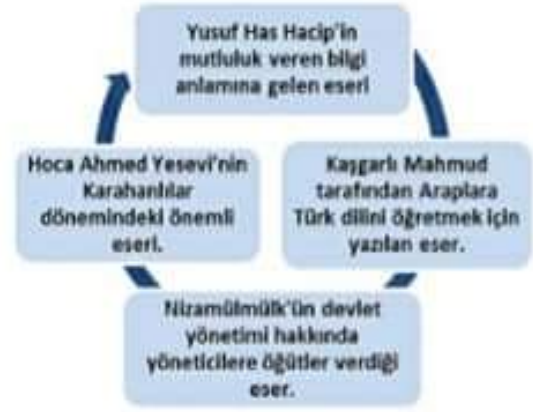 Yusuf Has Hacip'in
mutluluk veren bilgi
anlamına gelen eseri
Kaşgarlı Mahmud
tarafından Araplara
Türk dilini öğretmek için
yazılan eser.
Nizamülmülk'ün devlet
yönetimi hakkında
yöneticilere öğütler verdiği
eser.
Hoca Ahmed Yesevi'nin
Karahanlılar
dönemindeki önemli
eseri.